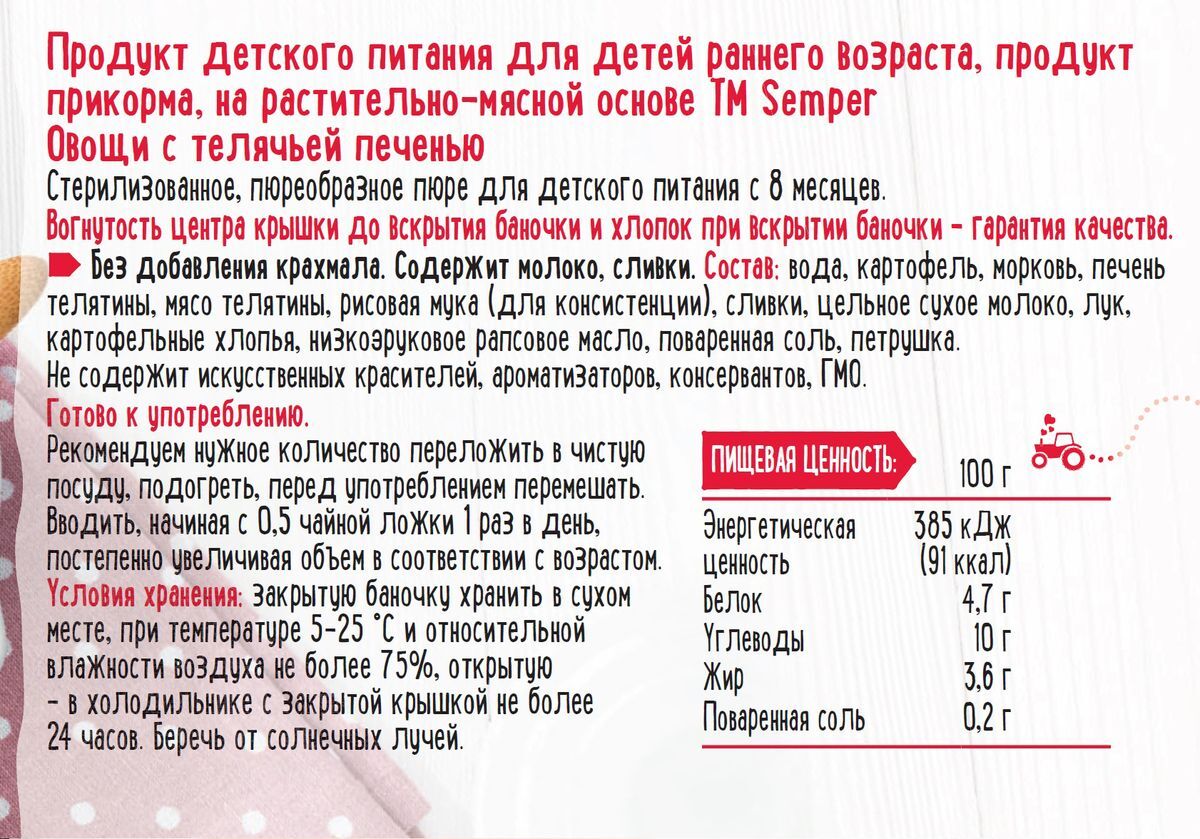 Продукт детского питания для детей раннего возраста, продукт
прикорма, на растительно-мясной основе ТМ Semper
Овощи с телячьей печенью
Стерилизованное, пюреобразное пюре для детского питания с 8 месяцев.
Вогнутость центра крышки до вскрытия баночки и хлопок при вскрытии баночки - гарантия качества.
Без добавления крахмала. Содержит молоко, сливки. Состав: вода, картофель, морковь, печень
телятины, мясо телятины, рисовая мука (для консистенции), сливки, цельное сухое молоко, лук,
картофельные хлопья, низкоэруковое рапсовое масло, поваренная соль, петрушка.
Не содержит искусственных красителей, ароматизаторов, консервантов, ГМО.
Готово к употреблению.
Рекомендуем нужное количество переложить в чистую
посуду, подогреть, перед употреблением перемешать.
Вводить, начиная с 0,5 чайной ложки 1 раз в день,
постепенно увеличивая объем в соответствии с возрастом.
Условия хранения: закрытую баночку хранить в сухом
месте, при температуре 5-25 °С и относительной
влажности воздуха не более 75%, открытую
- в холодильнике с закрытой крышкой не более
24 часов. Беречь от солнечных лучей.
ПИЩЕВАЯ ЦЕННОСТЬ: 100 г
Энергетическая 385 кДж
ценность (91 ккал)
Белок 4,7 г
Углеводы 10 г
Жир 3,6 г
Поваренная соль 0,2 г